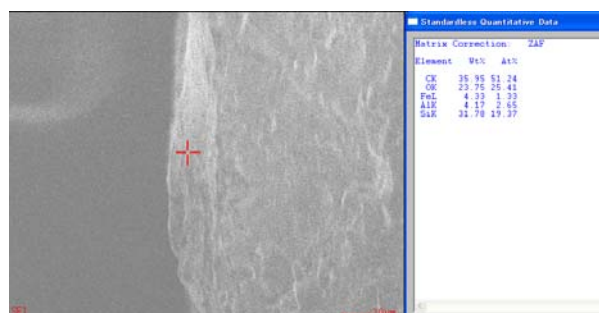 Standardless Quantitative Data
Matrix Correction: ZAF
Element Wt% At%
CK 35.95 51.24
OK 23.75 25.41
FeL 4.33 1.33
AlK 4.17 2.65
SiK 31.78 19.37
SEI